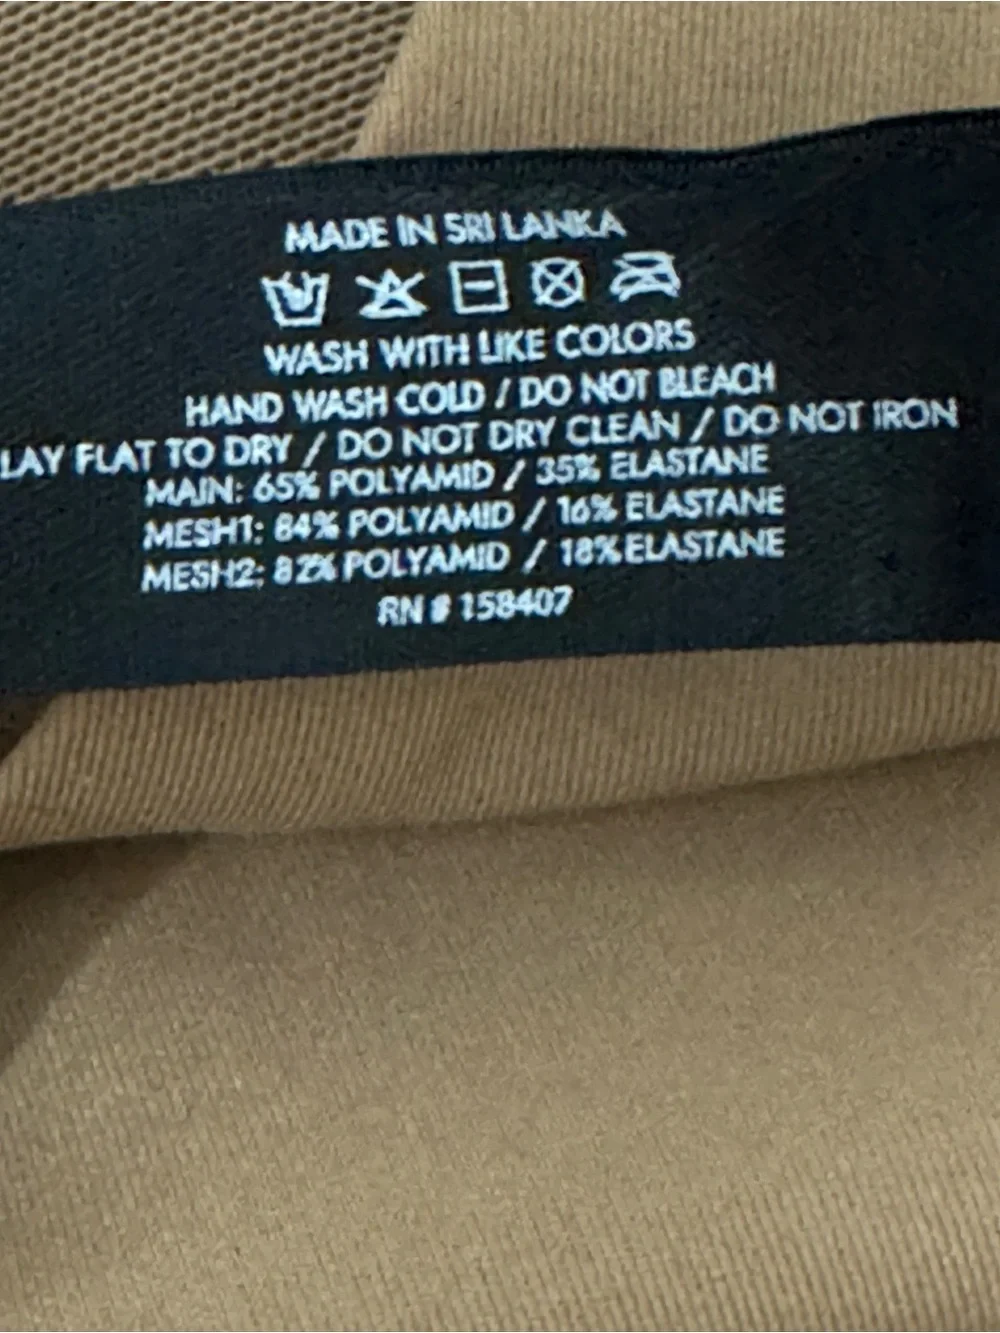 MADE IN SRI LANKA
WASH WITH LIKE COLORS
HAND WASH COLD / DO NOT BLEACH
LAY FLAT TO DRY / DO NOT DRY CLEAN / DO NOT IRON
MAIN: 65% POLYAMID / 35% ELASTANE
MESH1: 84% POLYAMID / 16% ELASTANE
MESH2: 82% POLYAMID / 18% ELASTANE
RN # 158407